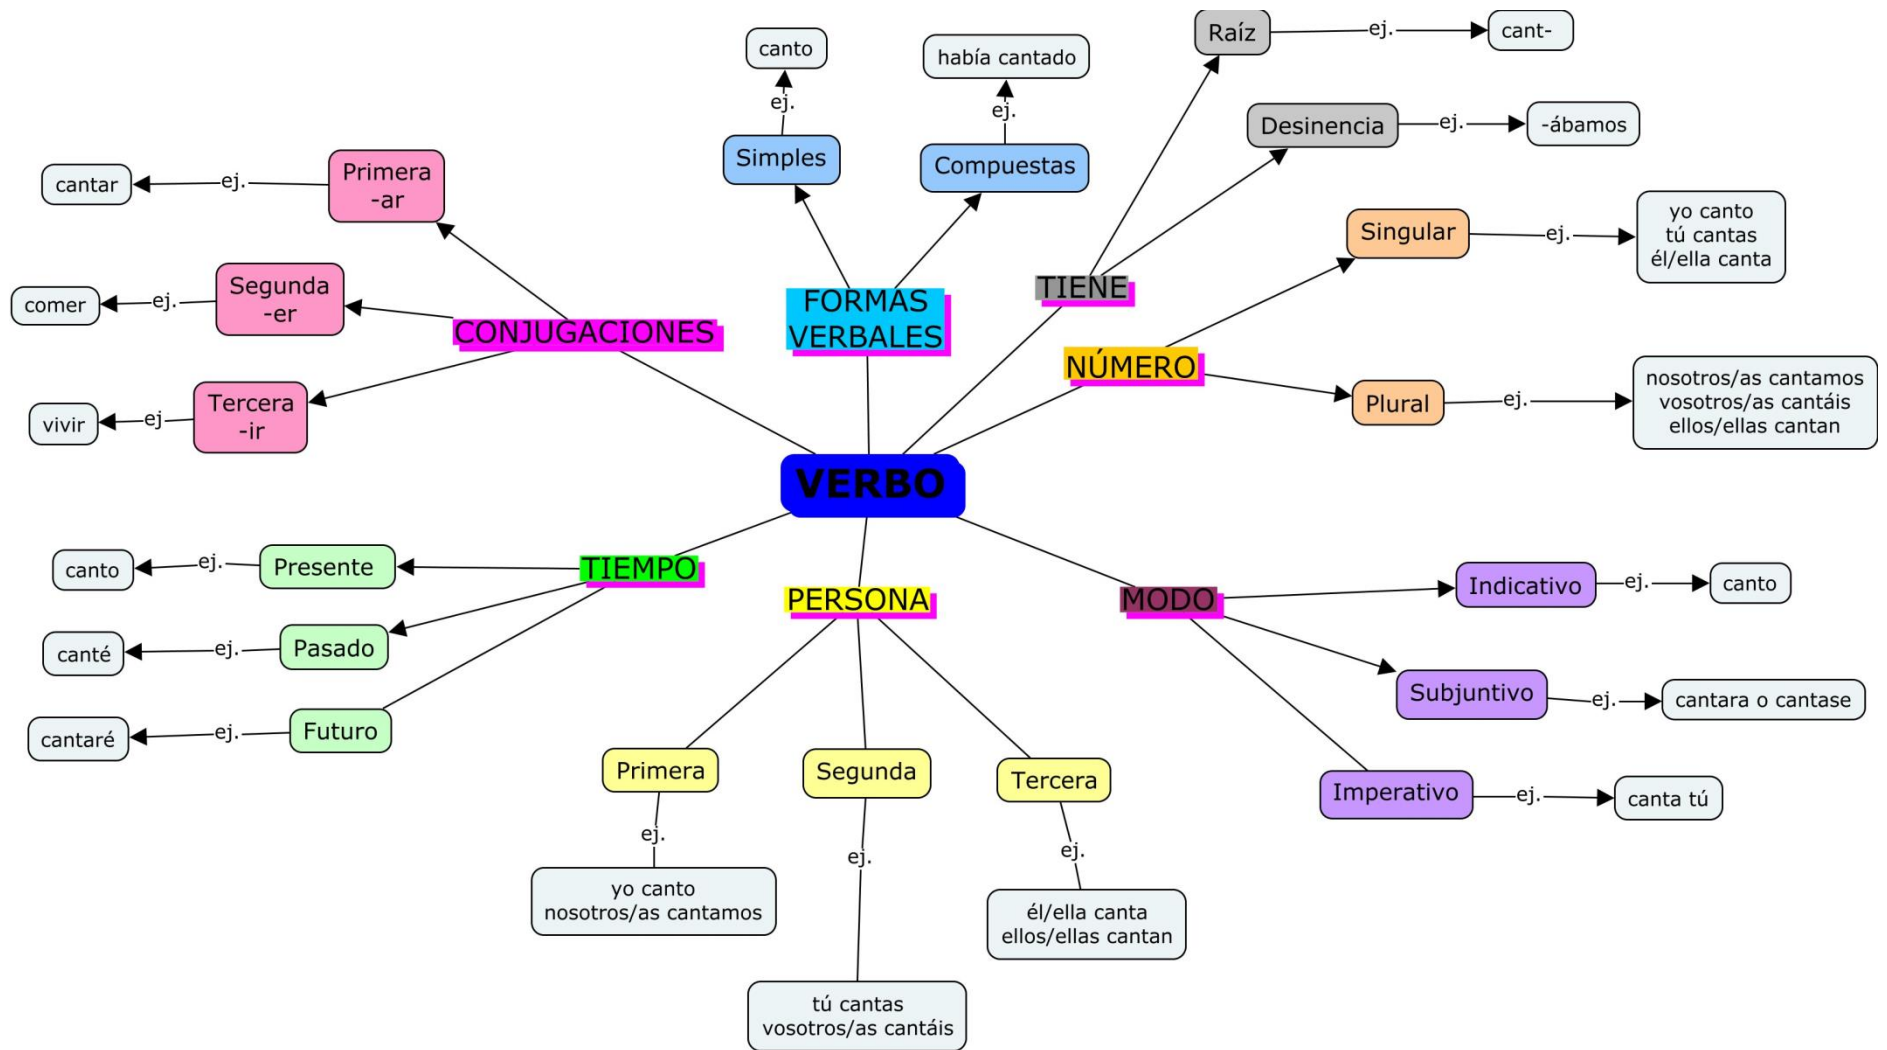 Raíz
ej.
cant-
canto
había cantado
ej.
ej.
Desinencia
ej.
-ábamos
Simples
Compuestas
cantar
ej.
Primera
-ar
Singular
ej.
yo canto
tú cantas
él/ella canta
comer
ej.
Segunda
-er
CONJUGACIONES
FORMAS
VERBALES
TIENE
NÚMERO
Plural
ej.
nosotros/as cantamos
vosotros/as cantáis
ellos/ellas cantan
vivir
ej
Tercera
-ir
VERBO
canto
ej.
Presente
TIEMPO
PERSONA
MODO
Indicativo
ej.
canto
canté
ej.
Pasado
Subjuntivo
ej.
cantara o cantase
cantaré
ej.
Futuro
Primera
Segunda
Tercera
Imperativo
ej.
canta tú
ej.
ej.
ej.
yo canto
nosotros/as cantamos
él/ella canta
ellos/ellas cantan
tú cantas
vosotros/as cantáis